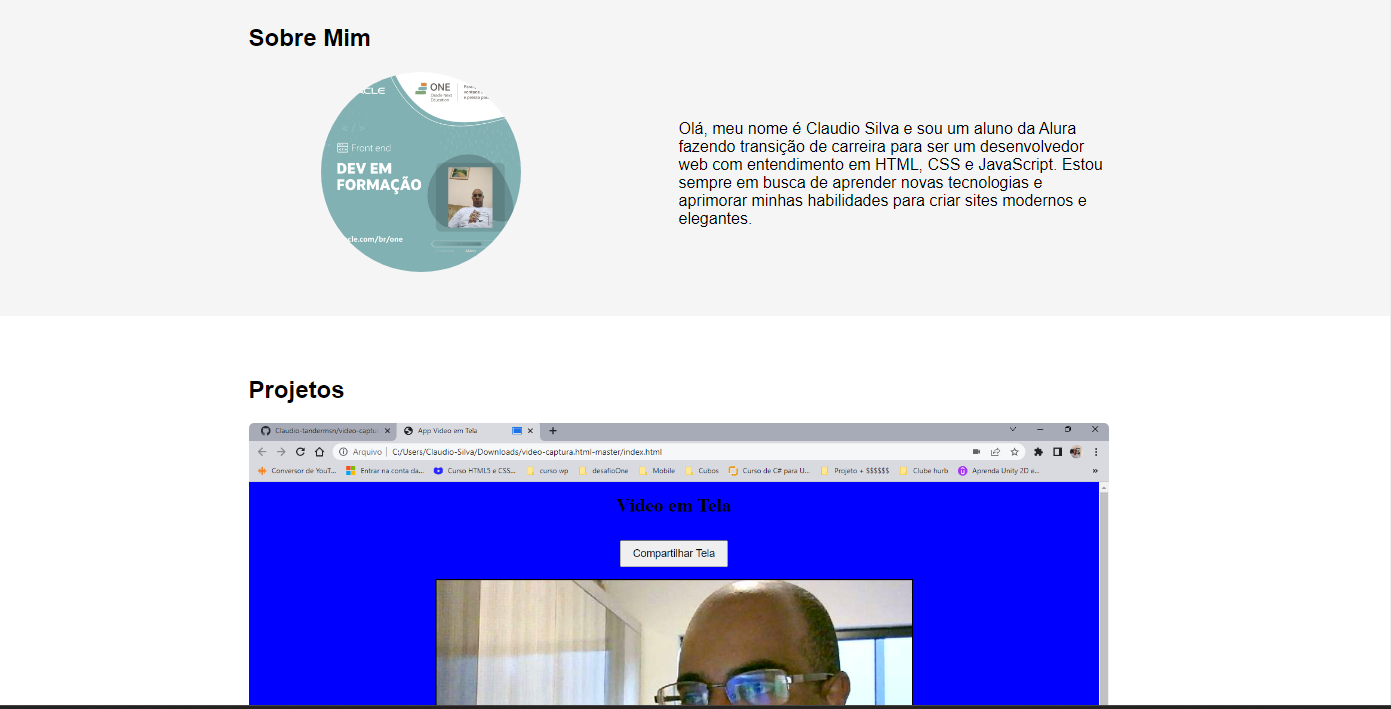 Sobre Mim
CLE
ONE
Oracle Next
Education
Front end
DEV EM
FORMAÇÃO
cle.com/br/one
Olá, meu nome é Claudio Silva e sou um aluno da Alura
fazendo transição de carreira para ser um desenvolvedor
web com entendimento em HTML, CSS e JavaScript. Estou
sempre em busca de aprender novas tecnologias e
aprimorar minhas habilidades para criar sites modernos e
elegantes.
Projetos
Claudio-tandermsn/video-captu
App Video em Tela
Arquivo | C:/Users/Claudio-Silva/Downloads/video-captura.html-master/index.html
Conversor de YouT... Entrar na conta da... Curso HTML5 e CSS... curso wp desafioOne Mobile Cubos Curso de C# para U... Projeto + $$$$$$ Clube hurb Aprenda Unity 2D e... »
Video em Tela
Compartilhar Tela